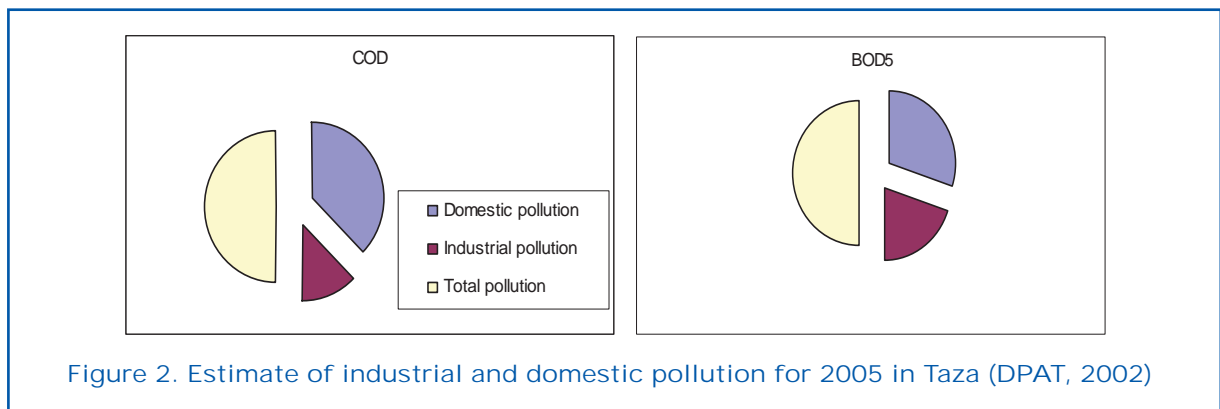 COD
Domestic pollution
Industrial pollution
Total pollution
BOD5
Figure 2. Estimate of industrial and domestic pollution for 2005 in Taza (DPAT, 2002)